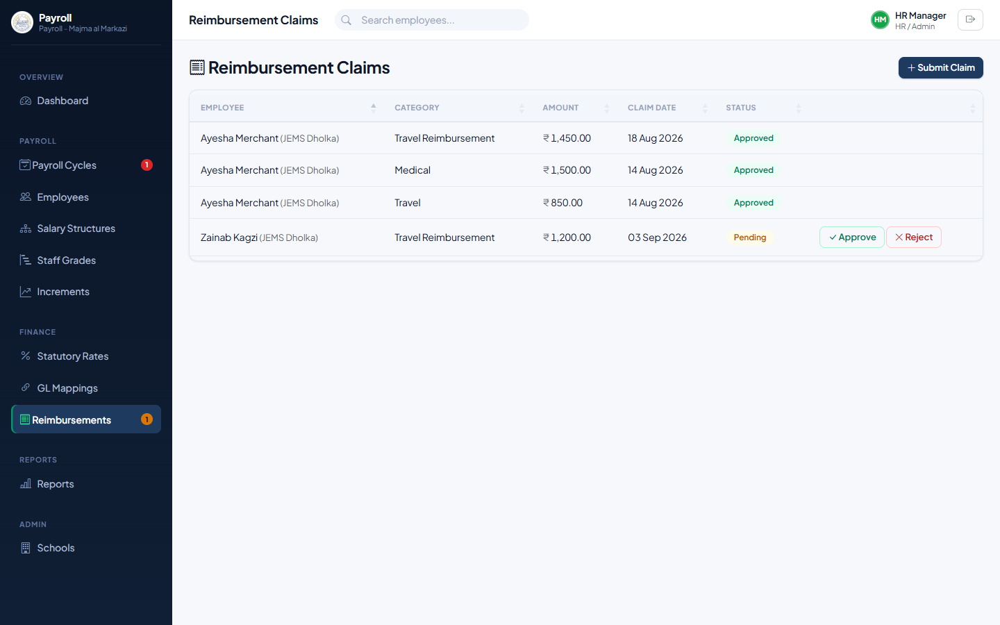 Payroll
Payroll - Majma al Markazi
Reimbursement Claims
Search employees...
HM
HR Manager
HR / Admin
OVERVIEW
Dashboard
PAYROLL
Payroll Cycles 1
Employees
Salary Structures
Staff Grades
Increments
FINANCE
Statutory Rates
GL Mappings
Reimbursements 1
REPORTS
Reports
ADMIN
Schools
Reimbursement Claims
Submit Claim
EMPLOYEE CATEGORY AMOUNT CLAIM DATE STATUS
Ayesha Merchant (JEMS Dholka) Travel Reimbursement ₹ 1,450.00 18 Aug 2026 Approved
Ayesha Merchant (JEMS Dholka) Medical ₹ 1,500.00 14 Aug 2026 Approved
Ayesha Merchant (JEMS Dholka) Travel ₹ 850.00 14 Aug 2026 Approved
Zainab Kagzi (JEMS Dholka) Travel Reimbursement ₹ 1,200.00 03 Sep 2026 Pending Approve Reject